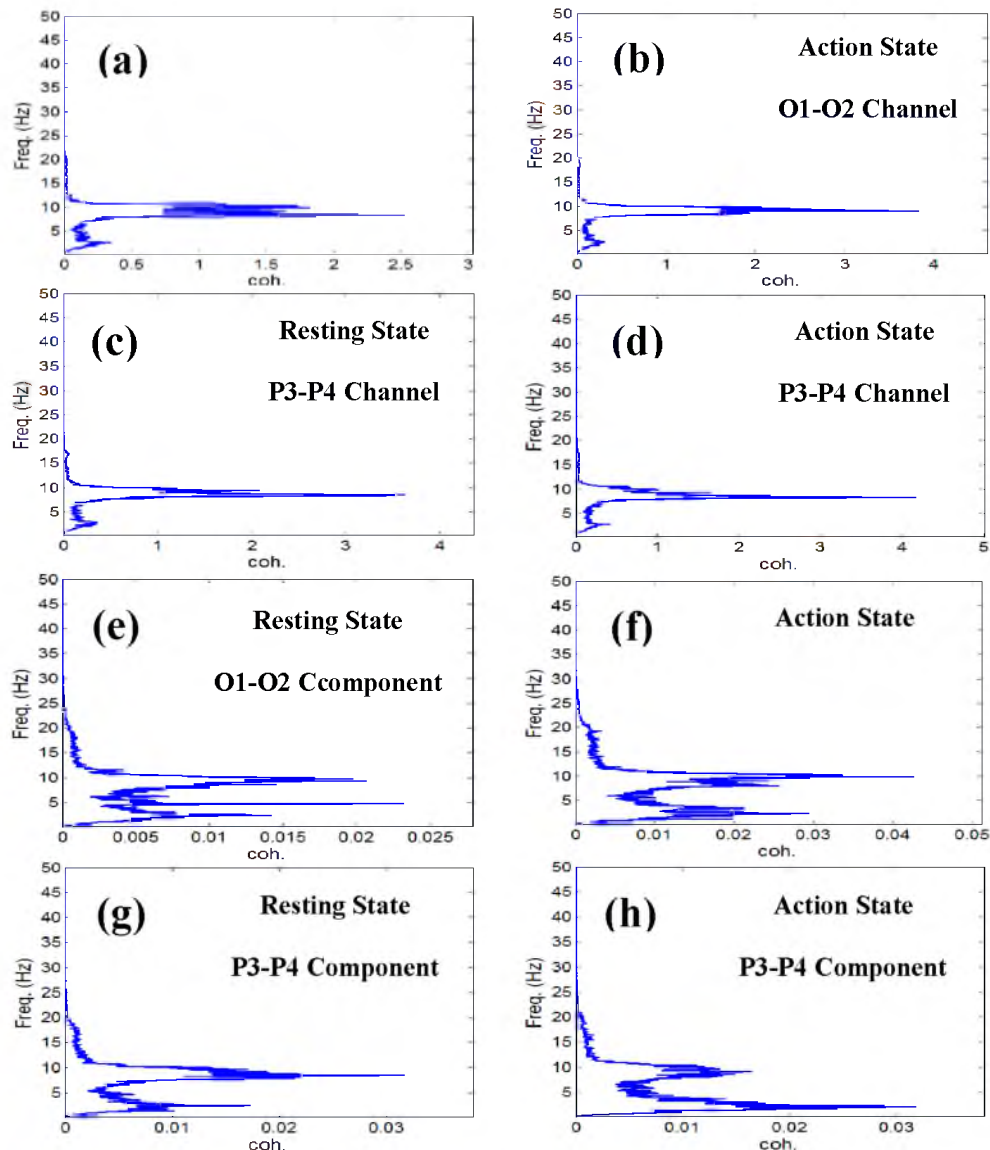 (a)
50
45
40
35
30
25
20
15
10
5
Freq. (Hz)
0 0.5 1 1.5 2 2.5 3
coh.
(b)
Action State
O1-O2 Channel
50
45
40
35
30
25
20
15
10
5
Freq. (Hz)
0 1 2 3 4
coh.
(c)
Resting State
P3-P4 Channel
50
45
40
35
30
25
20
15
10
5
Freq. (Hz)
0 1 2 3 4
coh.
(d)
Action State
P3-P4 Channel
50
45
40
35
30
25
20
15
10
5
Freq. (Hz)
0 1 2 3 4 5
coh.
(e)
Resting State
O1-O2 Ccomponent
50
45
40
35
30
25
20
15
10
5
Freq. (Hz)
0 0.005 0.01 0.015 0.02 0.025
coh.
(f)
Action State
50
45
40
35
30
25
20
15
10
5
Freq. (Hz)
0 0.01 0.02 0.03 0.04 0.05
coh.
(g)
Resting State
P3-P4 Component
50
45
40
35
30
25
20
15
10
5
Freq. (Hz)
0 0.01 0.02 0.03
coh.
(h)
Action State
P3-P4 Component
50
45
40
35
30
25
20
15
10
5
Freq. (Hz)
0 0.01 0.02 0.03
coh.